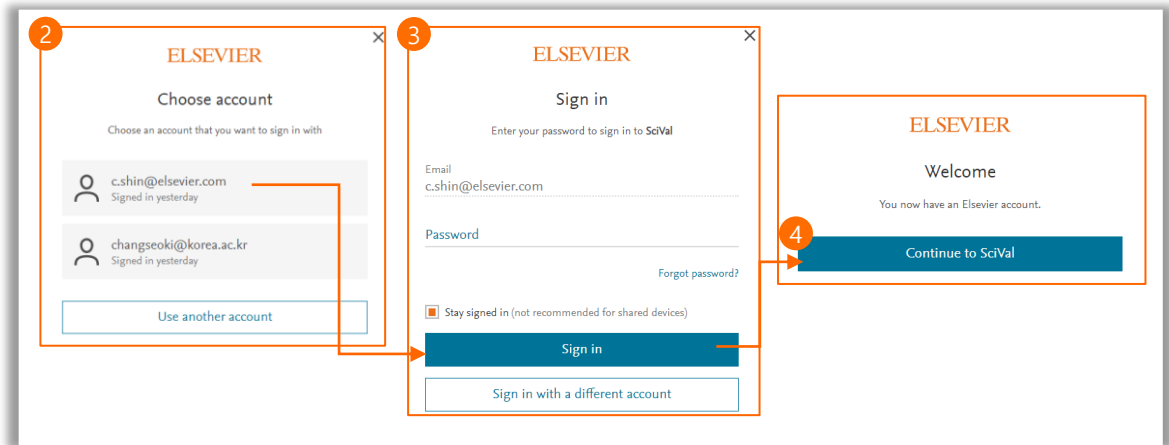 2
ELSEVIER
Choose account
Choose an account that you want to sign in with
c.shin@elsevier.com
Signed in yesterday
changseoki@korea.ac.kr
Signed in yesterday
Use another account
3
ELSEVIER
Sign in
Enter your password to sign in to SciVal
Email
c.shin@elsevier.com
Password
Forgot password?
Stay signed in (not recommended for shared devices)
Sign in
Sign in with a different account
ELSEVIER
Welcome
You now have an Elsevier account.
4
Continue to SciVal